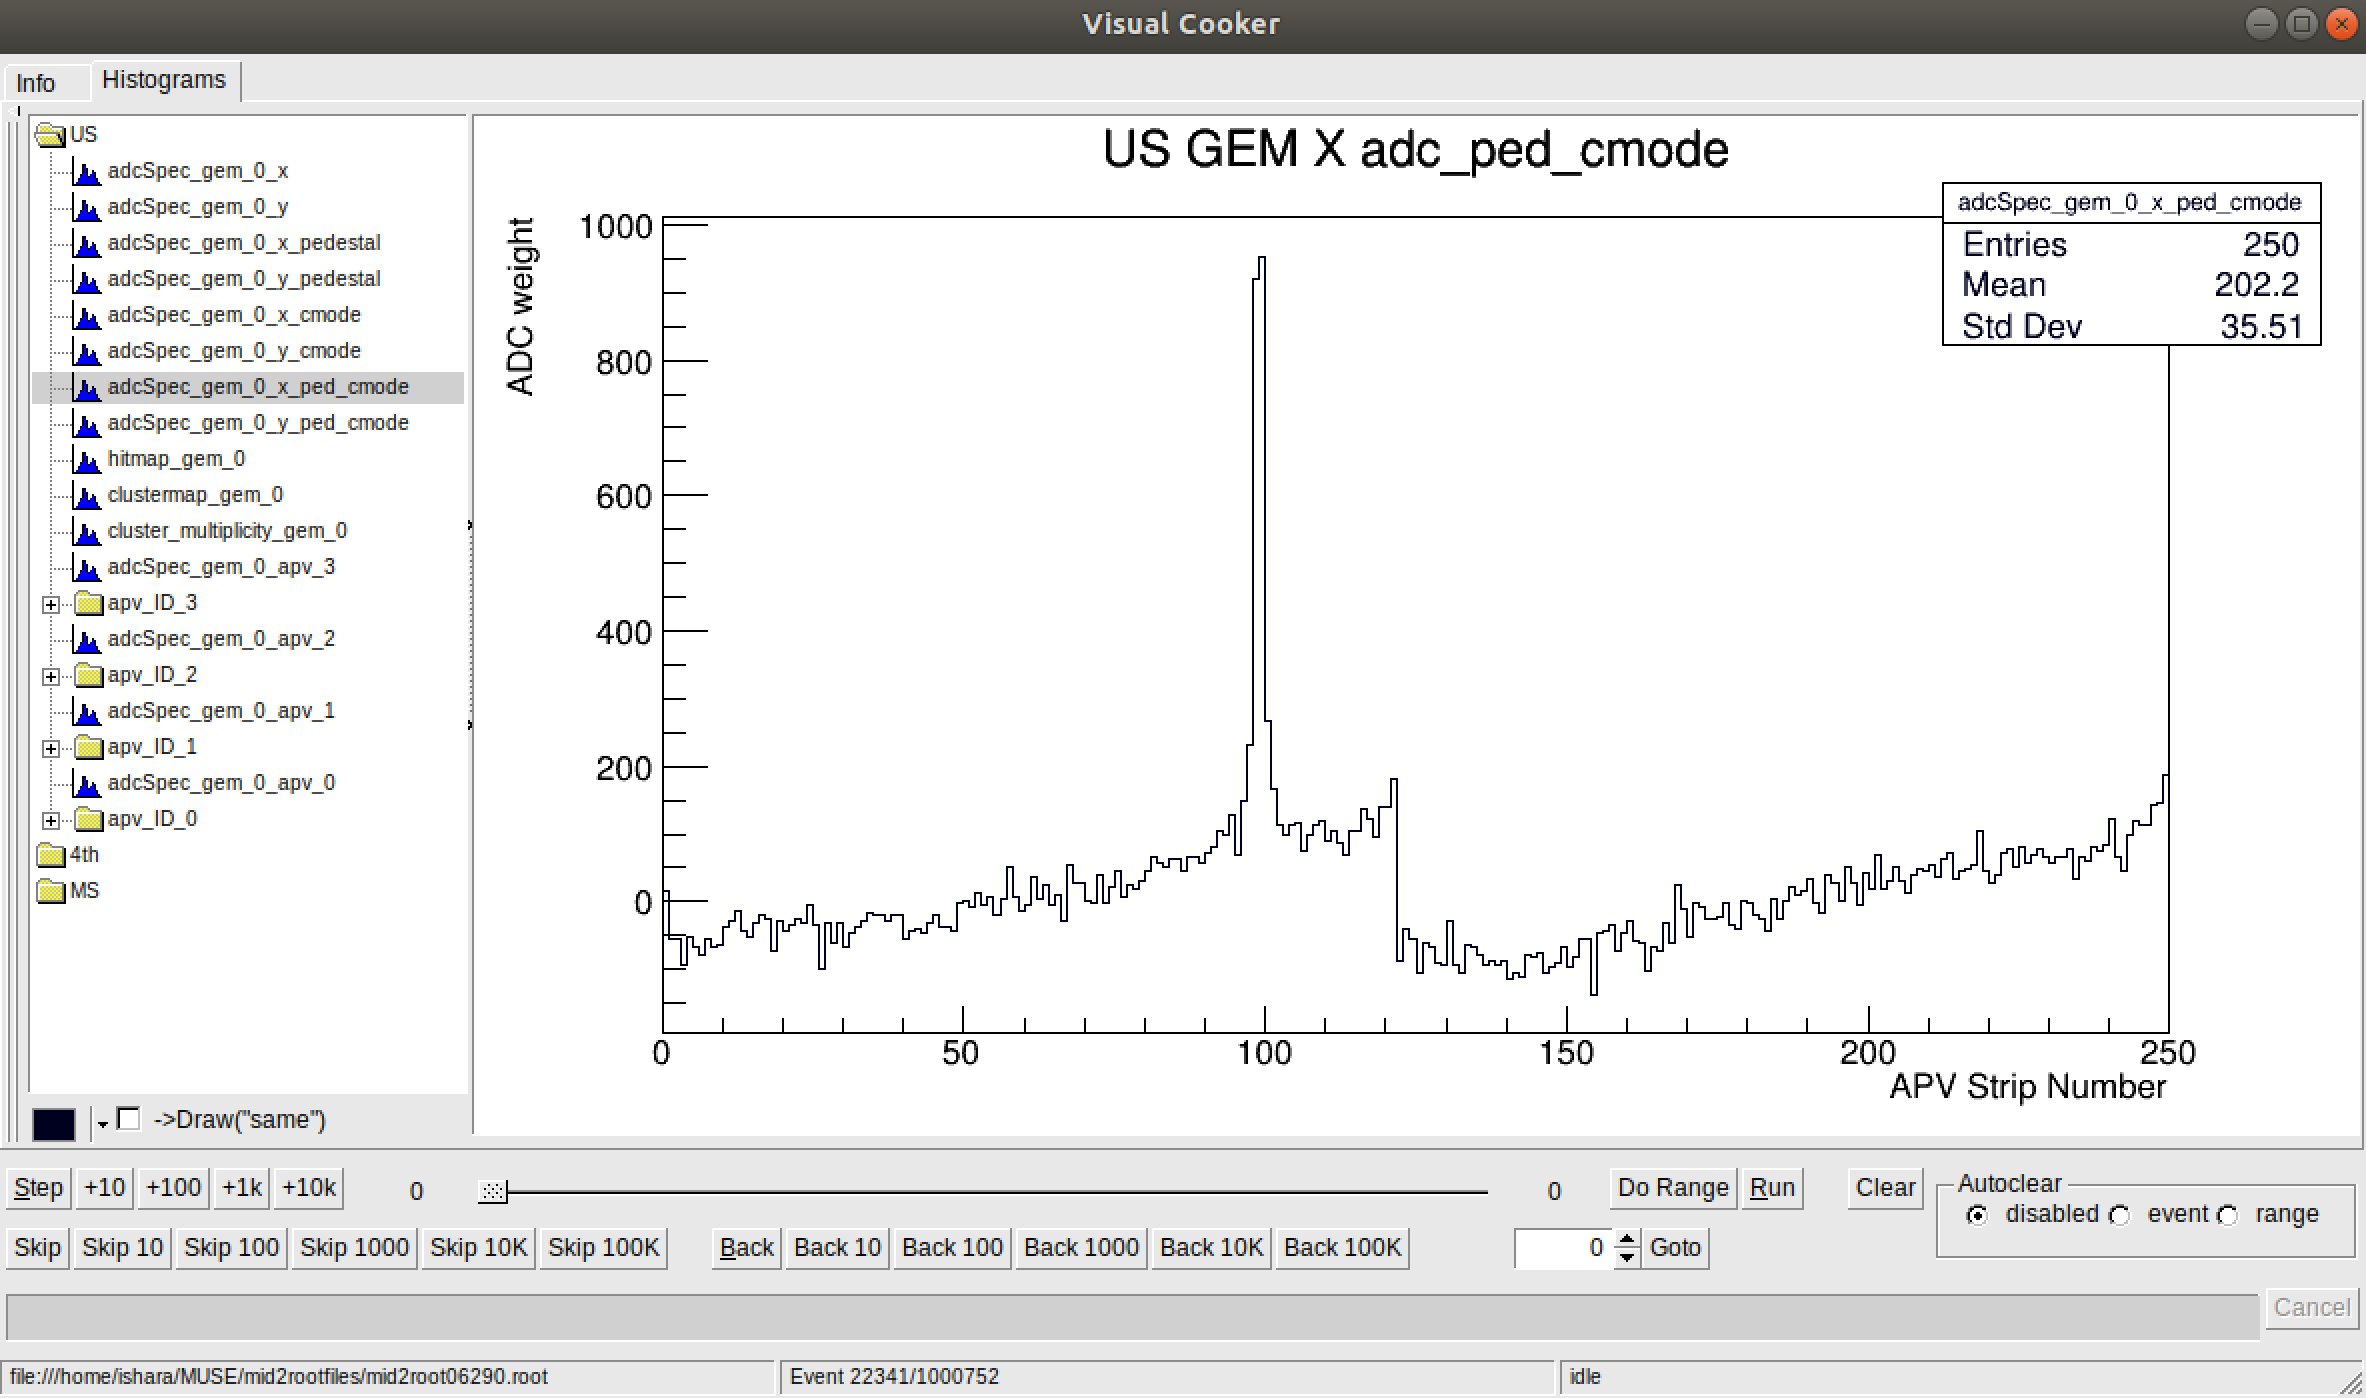 Visual Cooker
Info
Histograms
US
adcSpec_gem_0_x
adcSpec_gem_0_y
adcSpec_gem_0_x_pedestal
adcSpec_gem_0_y_pedestal
adcSpec_gem_0_x_cmode
adcSpec_gem_0_y_cmode
adcSpec_gem_0_x_ped_cmode
adcSpec_gem_0_y_ped_cmode
hitmap_gem_0
clustermap_gem_0
cluster_multiplicity_gem_0
adcSpec_gem_0_apv_3
apv_ID_3
adcSpec_gem_0_apv_2
apv_ID_2
adcSpec_gem_0_apv_1
apv_ID_1
adcSpec_gem_0_apv_0
apv_ID_0
4th
MS
->Draw("same")
US GEM X adc_ped_cmode
adcSpec_gem_0_x_ped_cmode
Entries 250
Mean 202.2
Std Dev 35.51
ADC weight
1000
800
600
400
200
0
0 50 100 150 200 250
APV Strip Number
Step +10 +100 +1k +10k 0 0 Do Range Run Clear
Autoclear
disabled event range
Skip Skip 10 Skip 100 Skip 1000 Skip 10K Skip 100K Back Back 10 Back 100 Back 1000 Back 10K Back 100K 0 Goto
Cancel
file:///home/ishara/MUSE/mid2rootfiles/mid2root06290.root Event 22341/1000752 idle